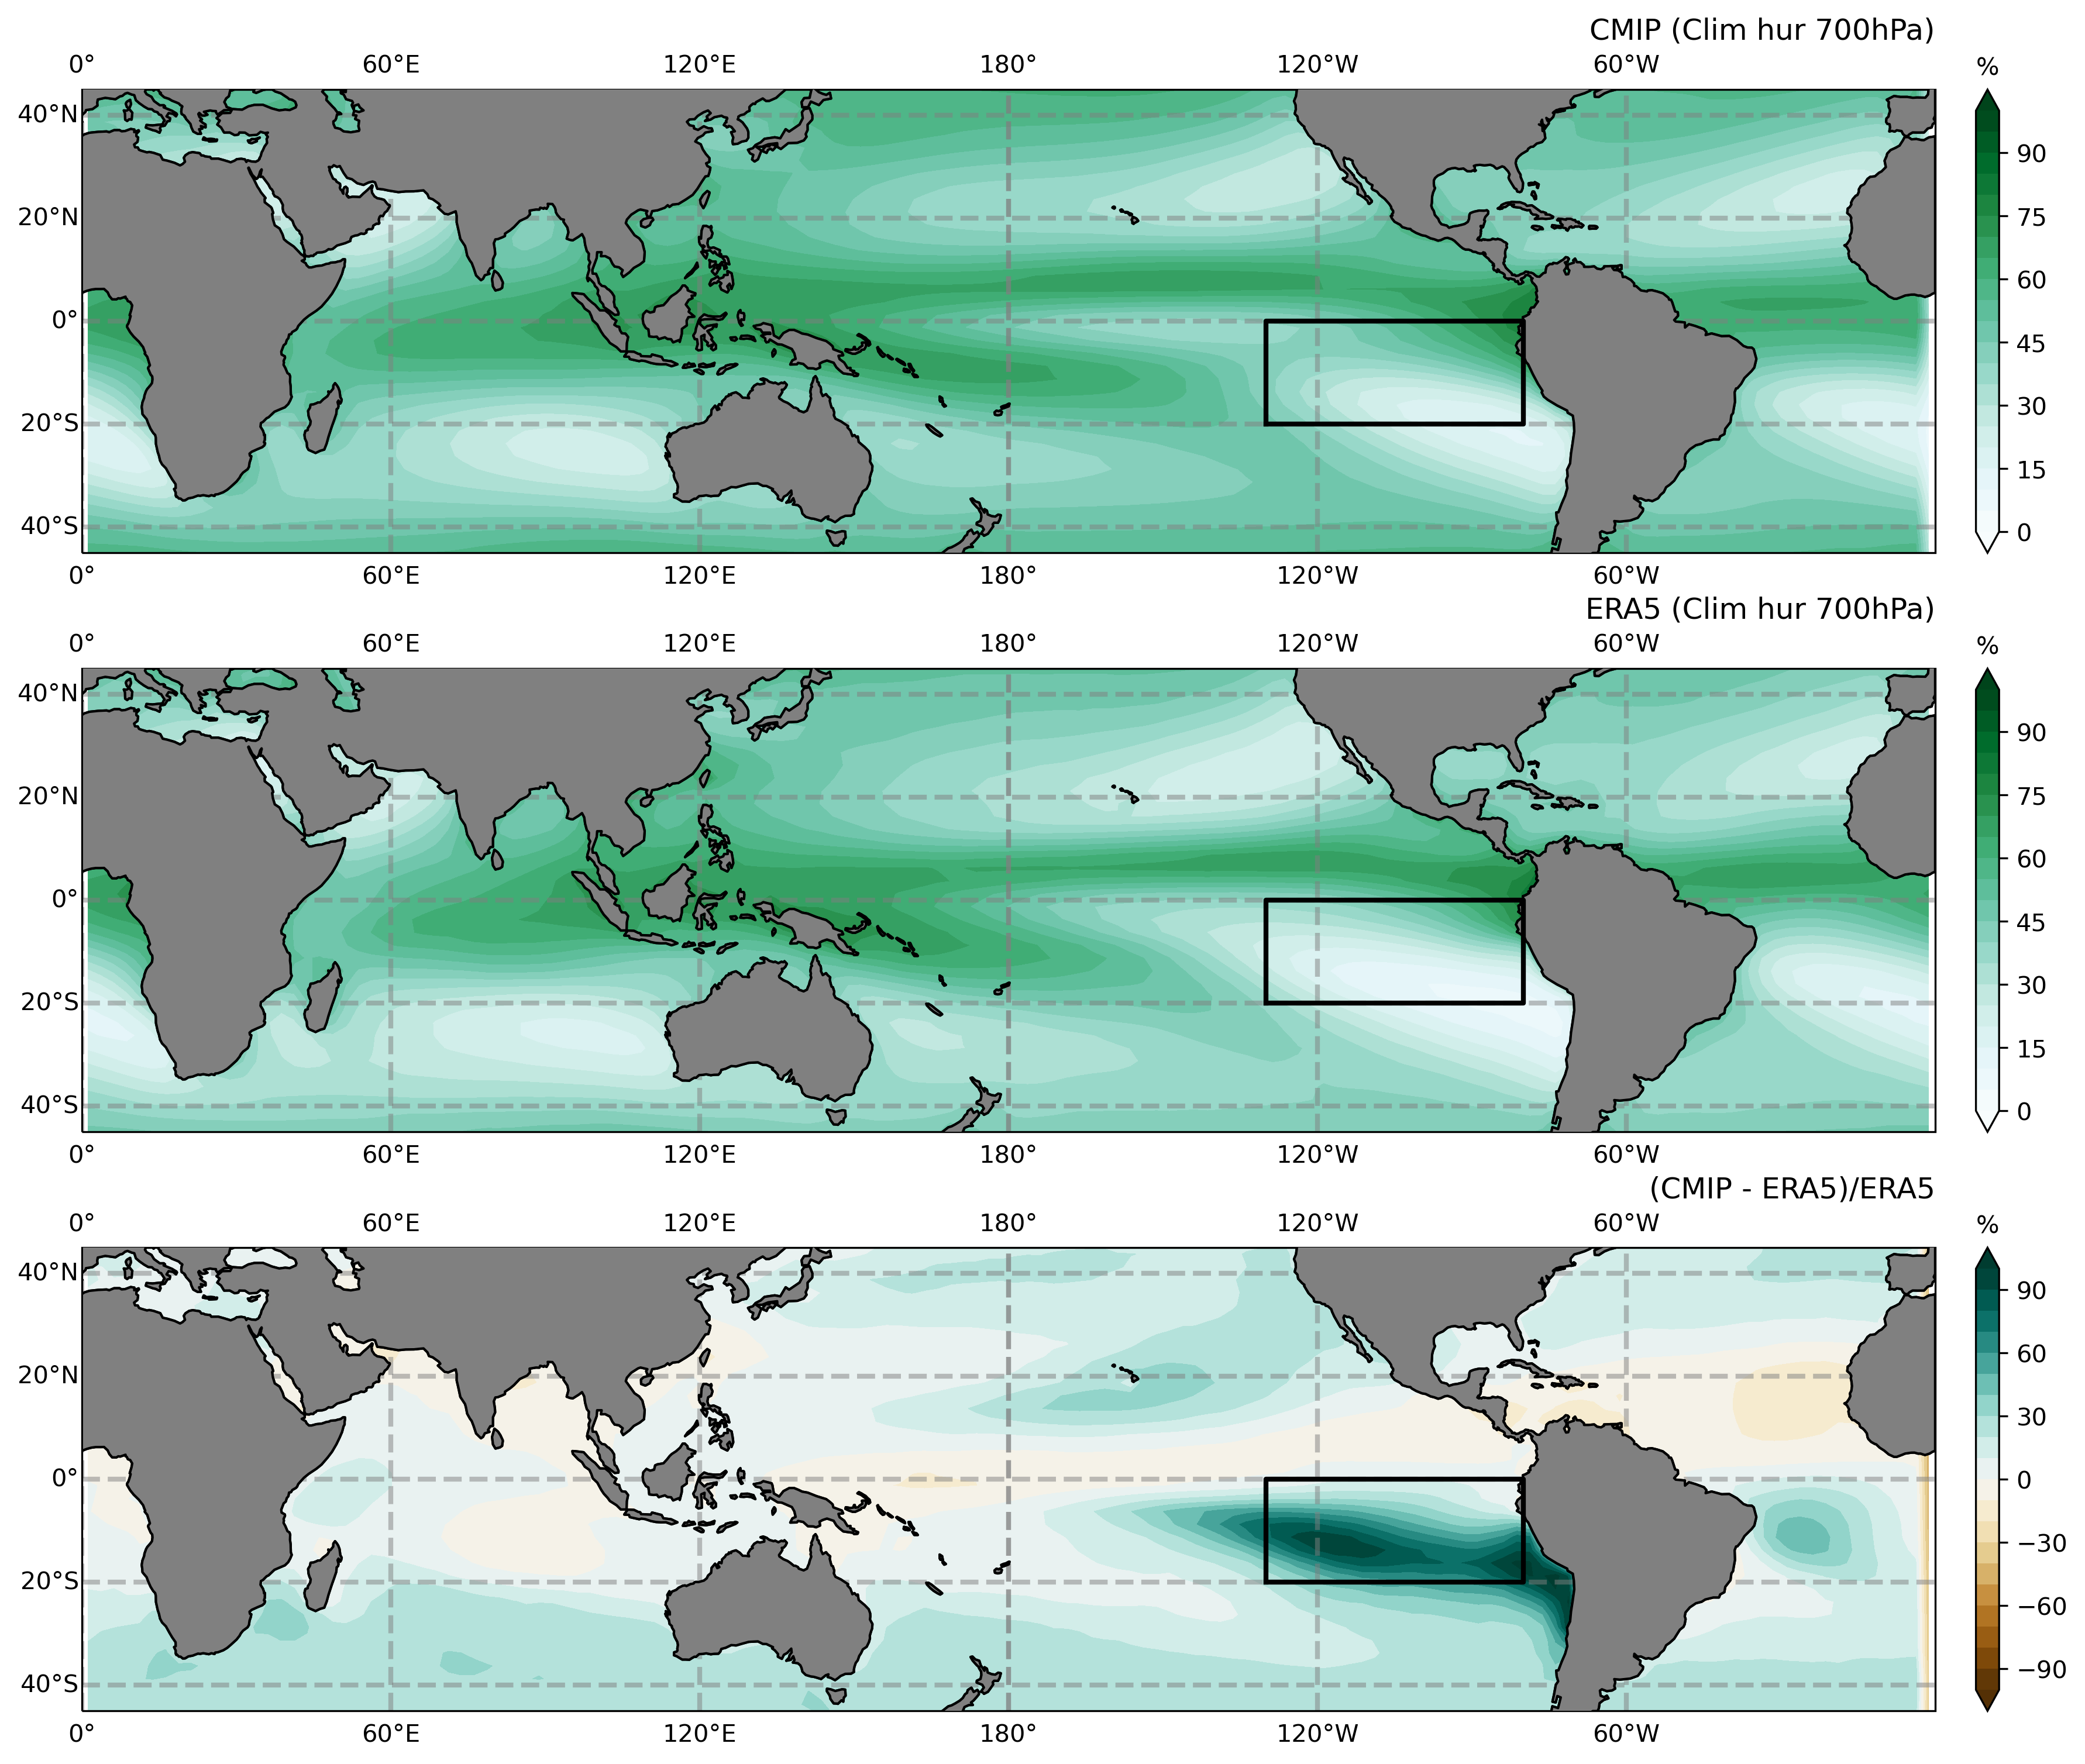 CMIP (Clim hur 700hPa)
0° 60°E 120°E 180° 120°W 60°W %
40°N
20°N
0°
20°S
40°S
90
75
60
45
30
15
0
0° 60°E 120°E 180° 120°W 60°W
ERA5 (Clim hur 700hPa)
0° 60°E 120°E 180° 120°W 60°W %
40°N
20°N
0°
20°S
40°S
90
75
60
45
30
15
0
0° 60°E 120°E 180° 120°W 60°W
(CMIP - ERA5)/ERA5
0° 60°E 120°E 180° 120°W 60°W %
40°N
20°N
0°
20°S
40°S
90
60
30
0
−30
−60
−90
0° 60°E 120°E 180° 120°W 60°W